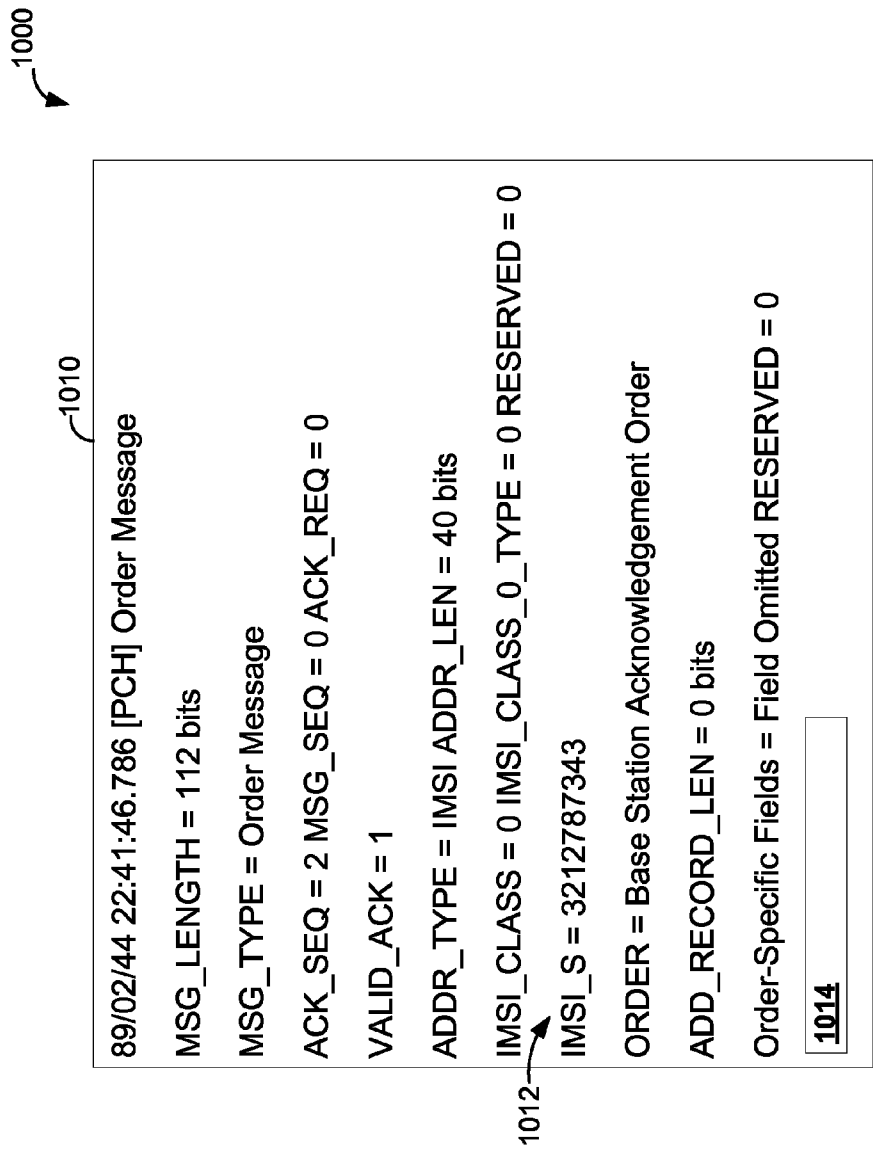 1000
1010
89/02/44 22:41:46.786 [PCH] Order Message
MSG_LENGTH = 112 bits
MSG_TYPE = Order Message
ACK_SEQ = 2 MSG_SEQ = 0 ACK_REQ = 0
VALID_ACK = 1
ADDR_TYPE = IMSI ADDR_LEN = 40 bits
IMSI_CLASS = 0 IMSI_CLASS_0_TYPE = 0 RESERVED = 0
1012
IMSI_S = 3212787343
ORDER = Base Station Acknowledgement Order
ADD_RECORD_LEN = 0 bits
Order-Specific Fields = Field Omitted RESERVED = 0
1014